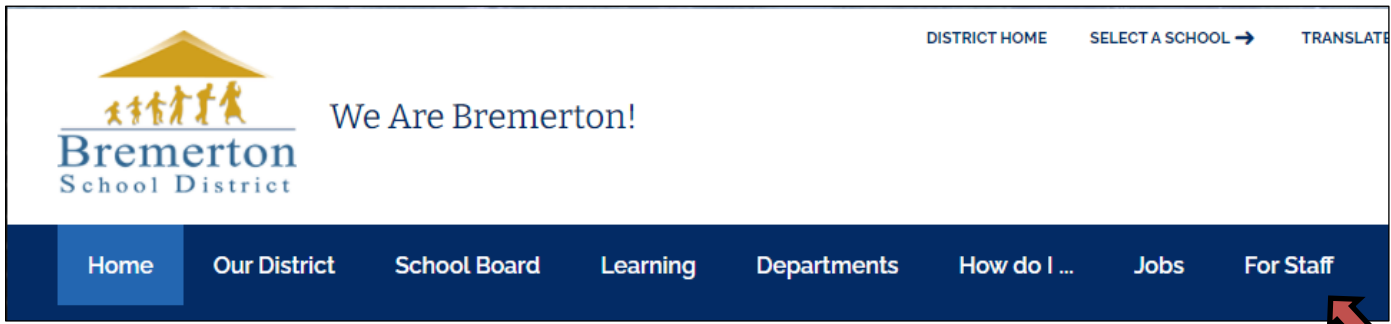 DISTRICT HOME SELECT A SCHOOL → TRANSLATE
We Are Bremerton!
Bremerton
School District
Home Our District School Board Learning Departments How do I ... Jobs For Staff